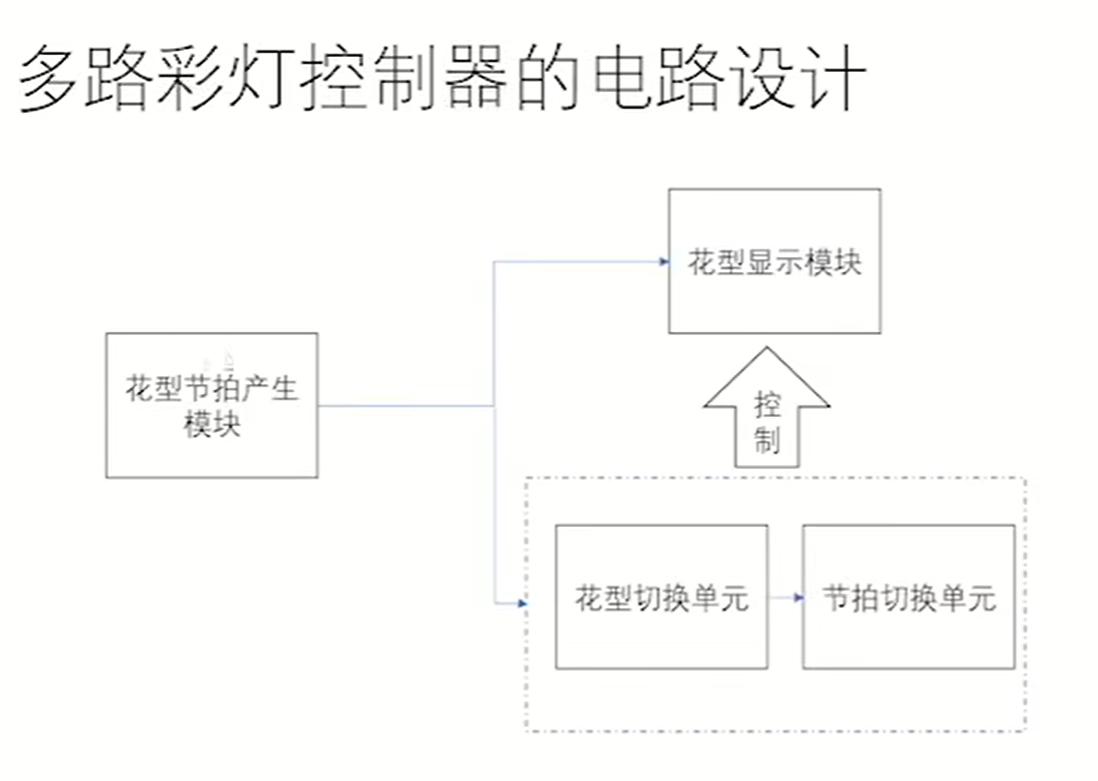 多路彩灯控制器的电路设计
花型显示模块
花型节拍产生
模块
控
制
花型切换单元
节拍切换单元